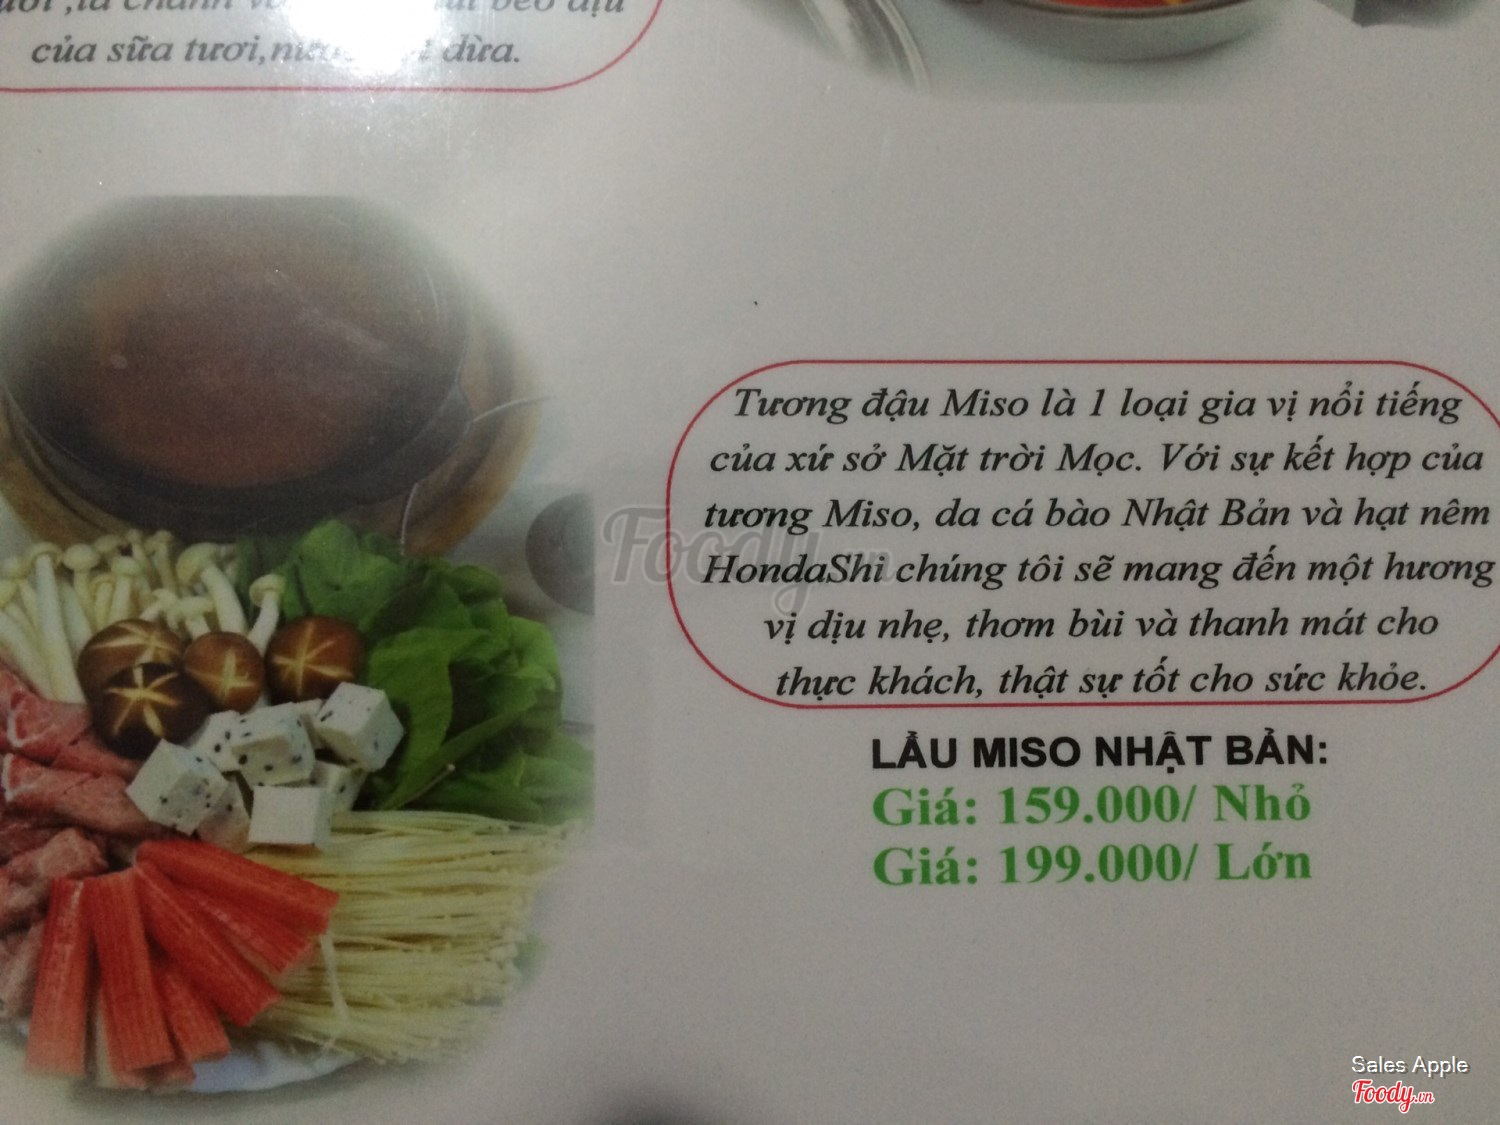 của sữa tươi, dừa.
Tương đậu Miso là 1 loại gia vị nổi tiếng
của xứ sở Mặt trời Mọc. Với sự kết hợp của
tương Miso, da cá bào Nhật Bản và hạt nêm
HondaShi chúng tôi sẽ mang đến một hương
vị dịu nhẹ, thơm bùi và thanh mát cho
thực khách, thật sự tốt cho sức khỏe.
LẨU MISO NHẬT BẢN:
Giá: 159.000/ Nhỏ
Giá: 199.000/ Lớn
Foody.vn
Sales Apple
Foody.vn